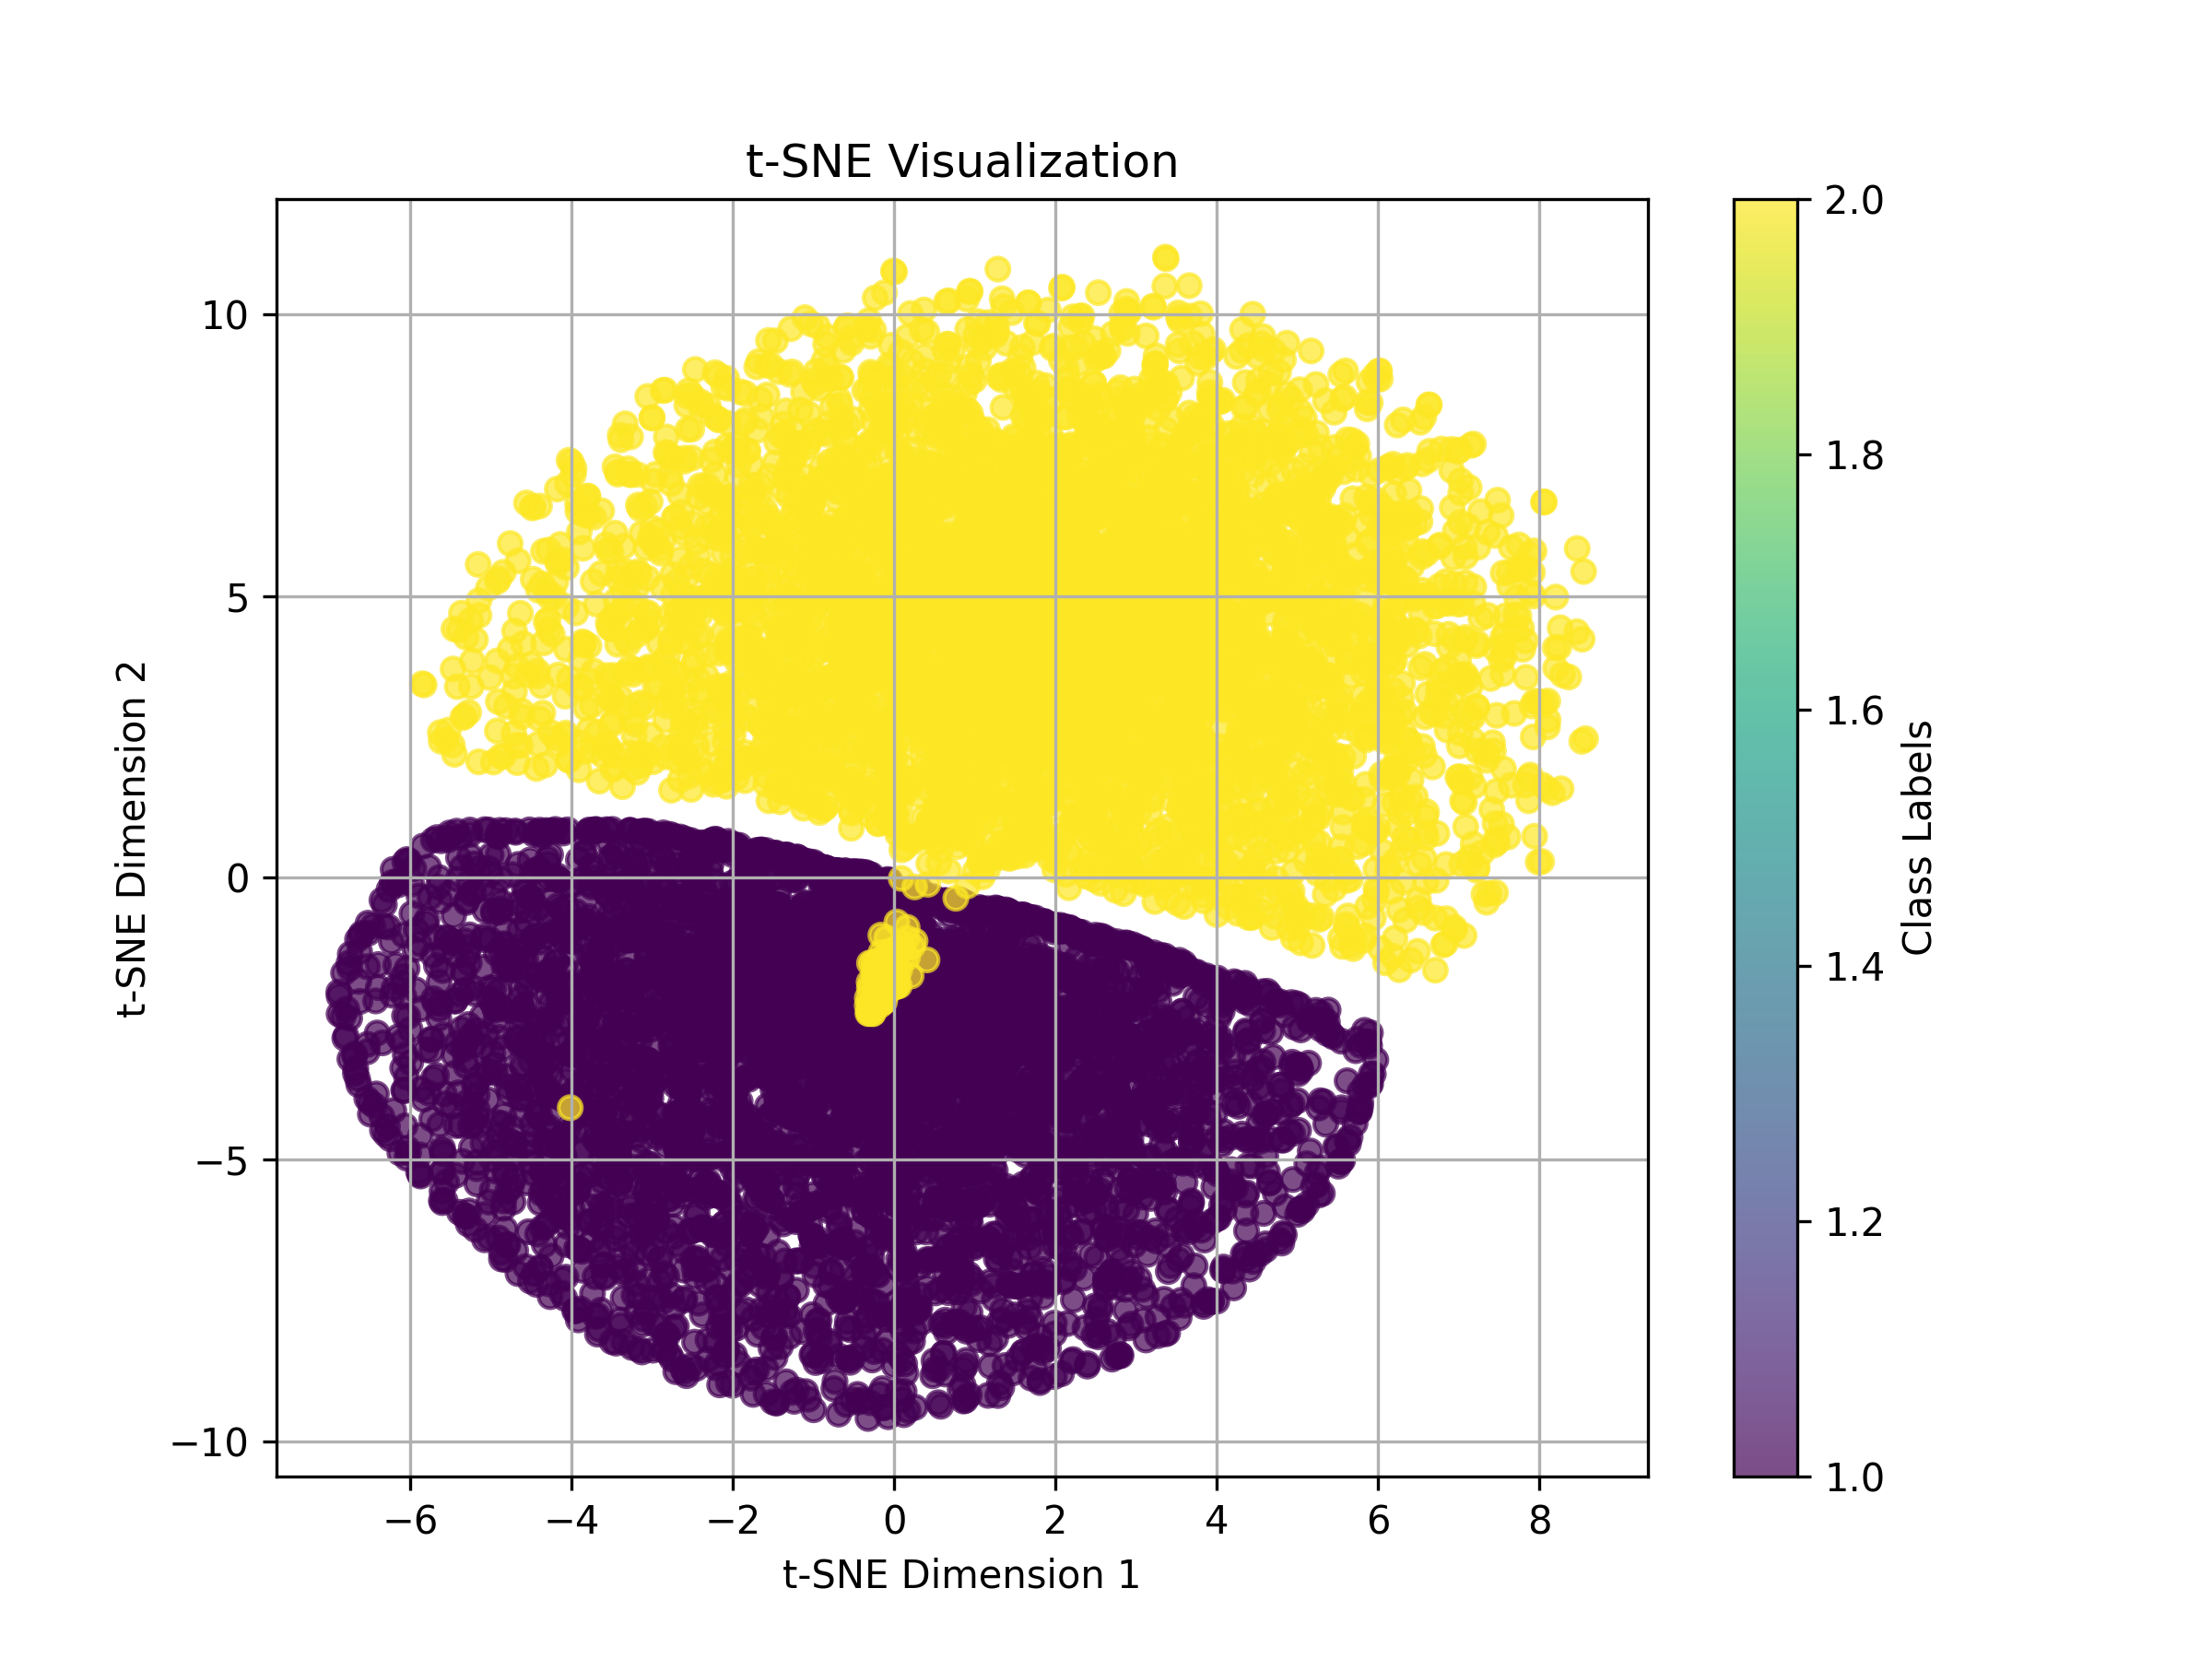 t-SNE Visualization
10
5
0
−5
−10
t-SNE Dimension 2
−6 −4 −2 0 2 4 6 8
t-SNE Dimension 1
2.0
1.8
1.6
1.4
1.2
1.0
Class Labels